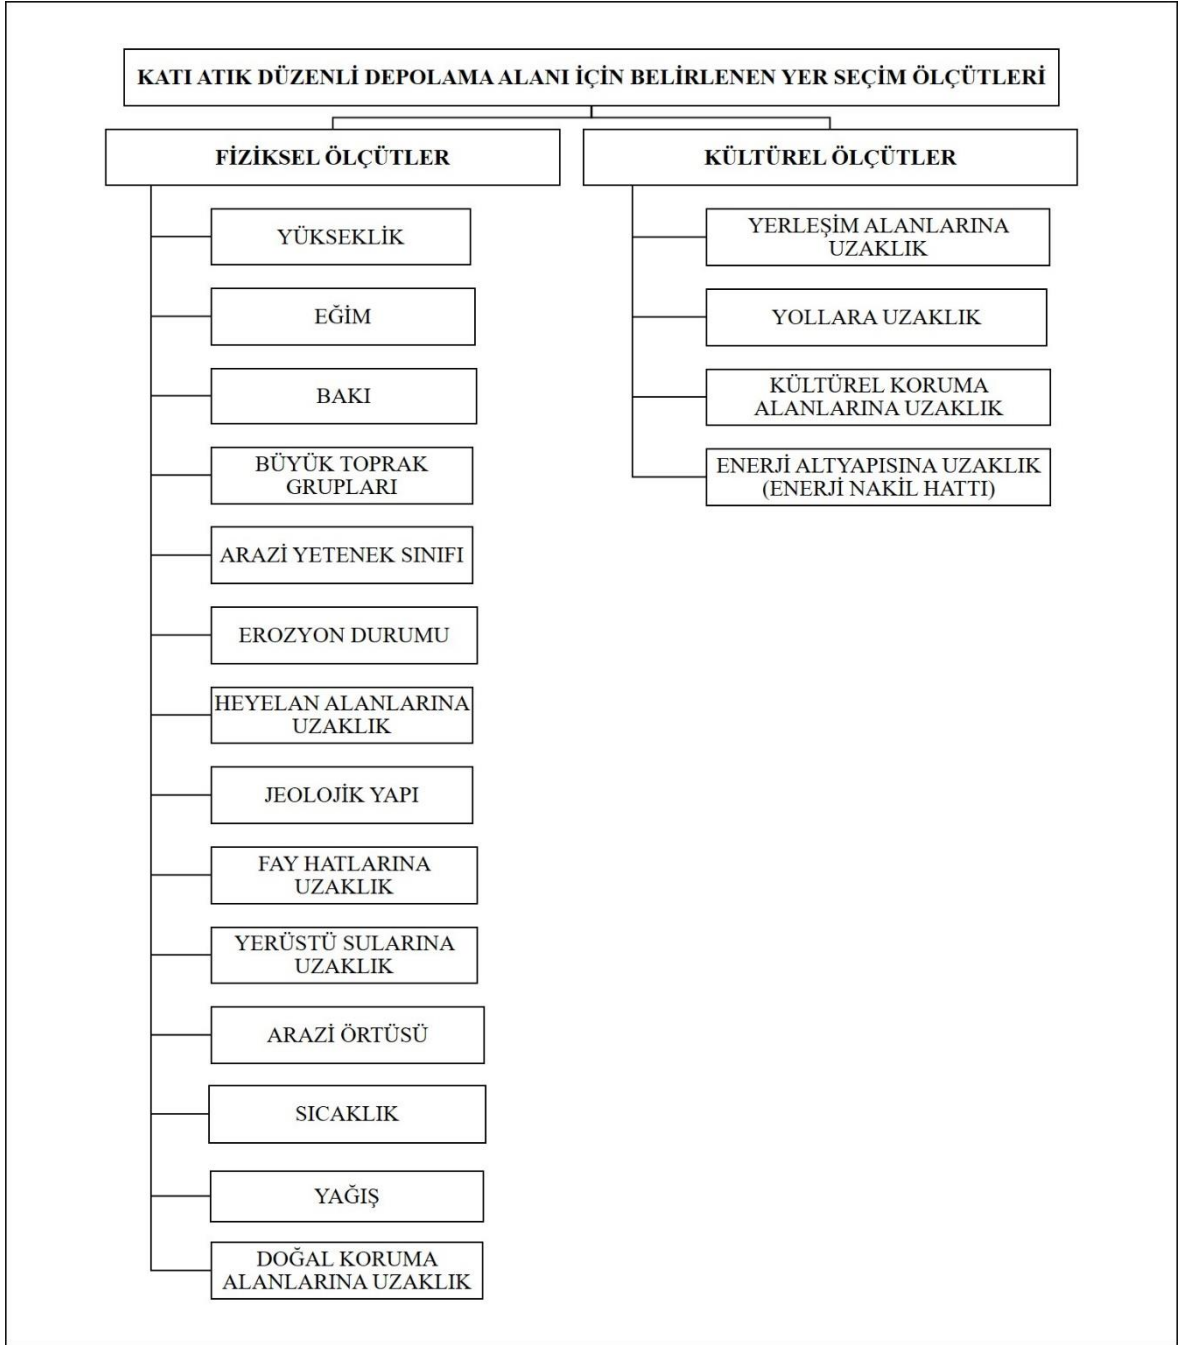 KATI ATIK DÜZENLİ DEPOLAMA ALANI İÇİN BELİRLENEN YER SEÇİM ÖLÇÜTLERİ
FİZİKSEL ÖLÇÜTLER
YÜKSEKLİK
EĞİM
BAKI
BÜYÜK TOPRAK
GRUPLARI
ARAZİ YETENEK SINIFI
EROZYON DURUMU
HEYELAN ALANLARINA
UZAKLIK
JEOLOJİK YAPI
FAY HATLARINA
UZAKLIK
YERÜSTÜ SULARINA
UZAKLIK
ARAZİ ÖRTÜSÜ
SICAKLIK
YAĞIŞ
DOĞAL KORUMA
ALANLARINA UZAKLIK
KÜLTÜREL ÖLÇÜTLER
YERLEŞİM ALANLARINA
UZAKLIK
YOLLARA UZAKLIK
KÜLTÜREL KORUMA
ALANLARINA UZAKLIK
ENERJİ ALTYAPISINA UZAKLIK
(ENERJİ NAKİL HATTI)